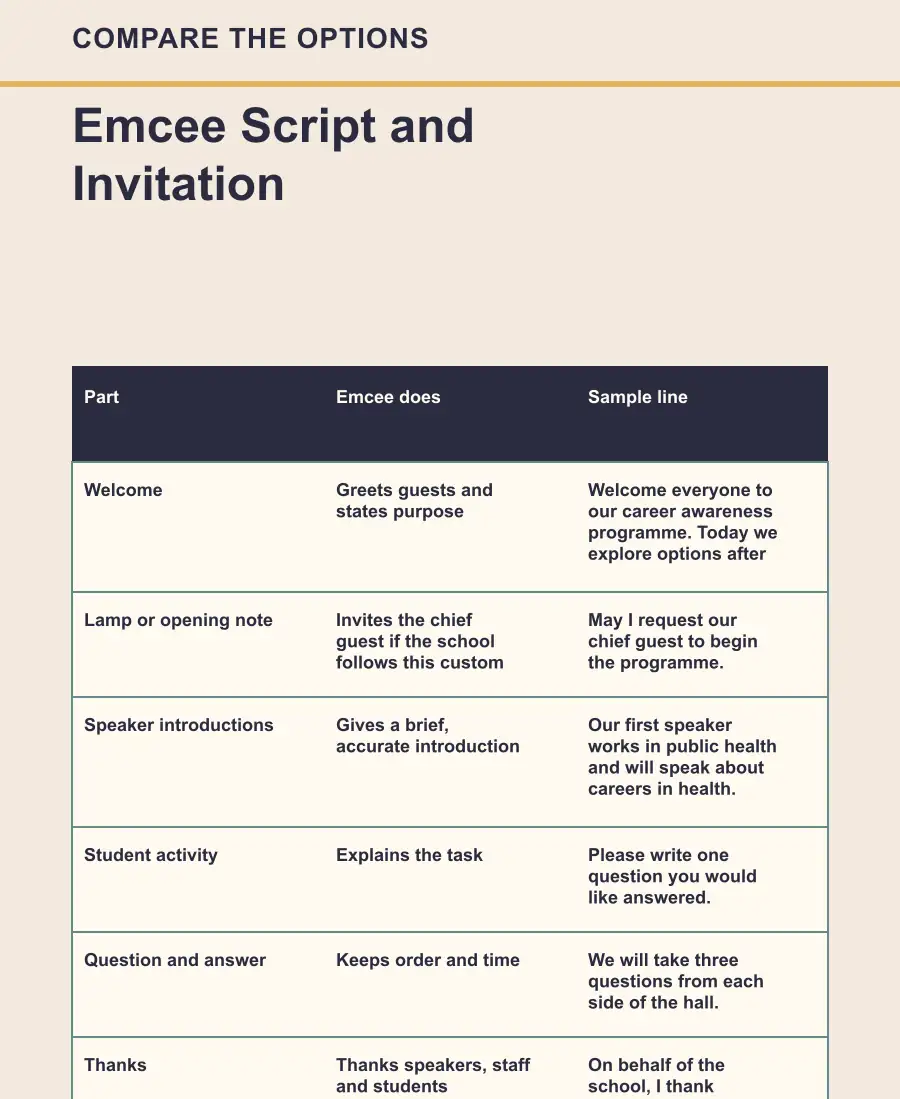 COMPARE THE OPTIONS
Emcee Script and
Invitation
Part
Emcee does
Sample line
Welcome
Greets guests and
states purpose
Welcome everyone to
our career awareness
programme. Today we
explore options after
Lamp or opening note
Invites the chief
guest if the school
follows this custom
May I request our
chief guest to begin
the programme.
Speaker introductions
Gives a brief,
accurate introduction
Our first speaker
works in public health
and will speak about
careers in health.
Student activity
Explains the task
Please write one
question you would
like answered.
Question and answer
Keeps order and time
We will take three
questions from each
side of the hall.
Thanks
Thanks speakers, staff
and students
On behalf of the
school, I thank